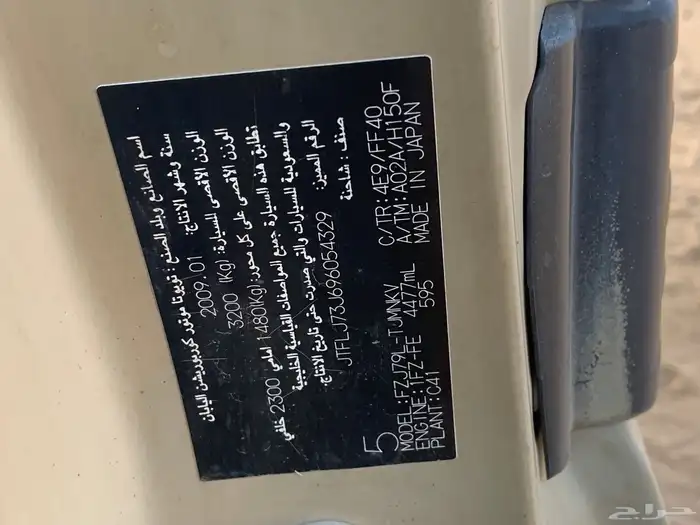 اسم الصانع وبلد الصنع : تويوتا موتور كوربوريشن اليابان
سنة وشهر الانتاج: 2009 / 01
الوزن الأقصى للسيارة: 3200 (Kg)
الوزن الأقصى على كل محور: 1480(Kg) امامي 2300 خلفي
تطابق هذه السيارة جميع المواصفات القياسية الخليجية
والسعودية للسيارات والتي صدرت حتى تاريخ الانتاج:
الرقم المميز: JTFLJ73J696054329
صنف : شاحنة
5
MODEL:FZJ79L-TJMNKV C/TR:4E9/FF40
ENGINE:1FZ-FE 4477mL A/TM:A02A/H150F
PLANT:C41 595 MADE IN JAPAN
حراج